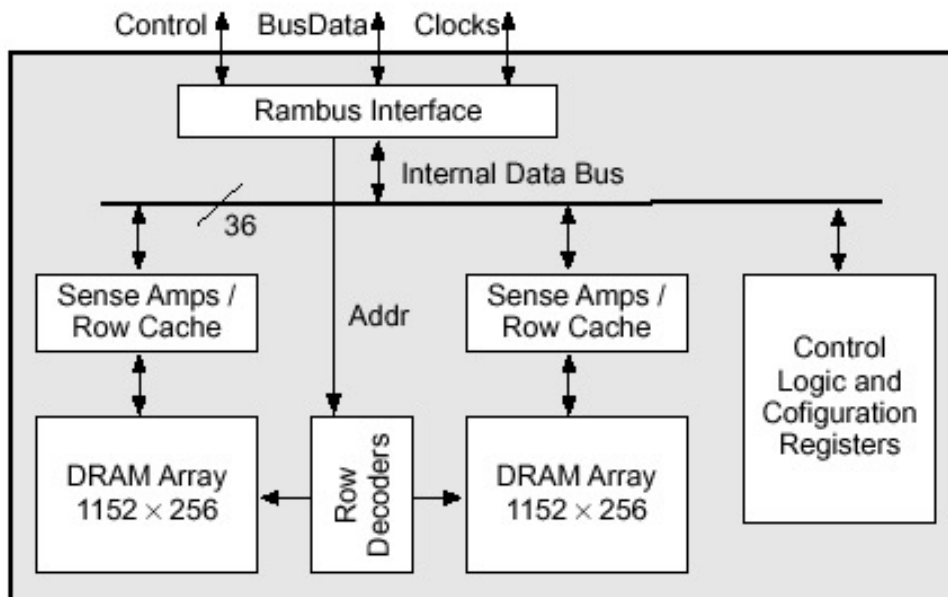 Control BusData Clocks
Rambus Interface
Internal Data Bus
36
Sense Amps /
Row Cache
Addr
Sense Amps /
Row Cache
Control
Logic and
Cofiguration
Registers
DRAM Array
1152 × 256
Row
Decoders
DRAM Array
1152 × 256